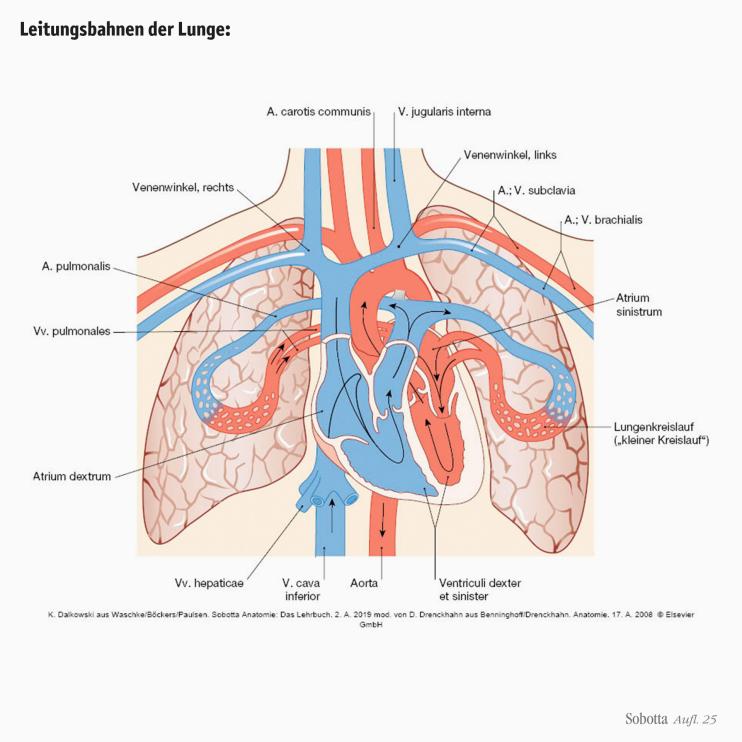 Leitungsbahnen der Lunge:
A. carotis communis
V. jugularis interna
Venenwinkel, links
Venenwinkel, rechts
A.; V. subclavia
A.; V. brachialis
A. pulmonalis
Atrium
sinistrum
Vv. pulmonales
Lungenkreislauf
(„kleiner Kreislauf“)
Atrium dextrum
Vv. hepaticae
V. cava
inferior
Aorta
Ventriculi dexter
et sinister
K. Dalkowski aus Waschke/Böckers/Paulsen. Sobotta Anatomie: Das Lehrbuch. 2. A. 2019 mod. von D. Drenckhahn aus Benninghoff/Drenckhahn. Anatomie. 17. A. 2008 © Elsevier
GmbH
Sobotta Aufl. 25